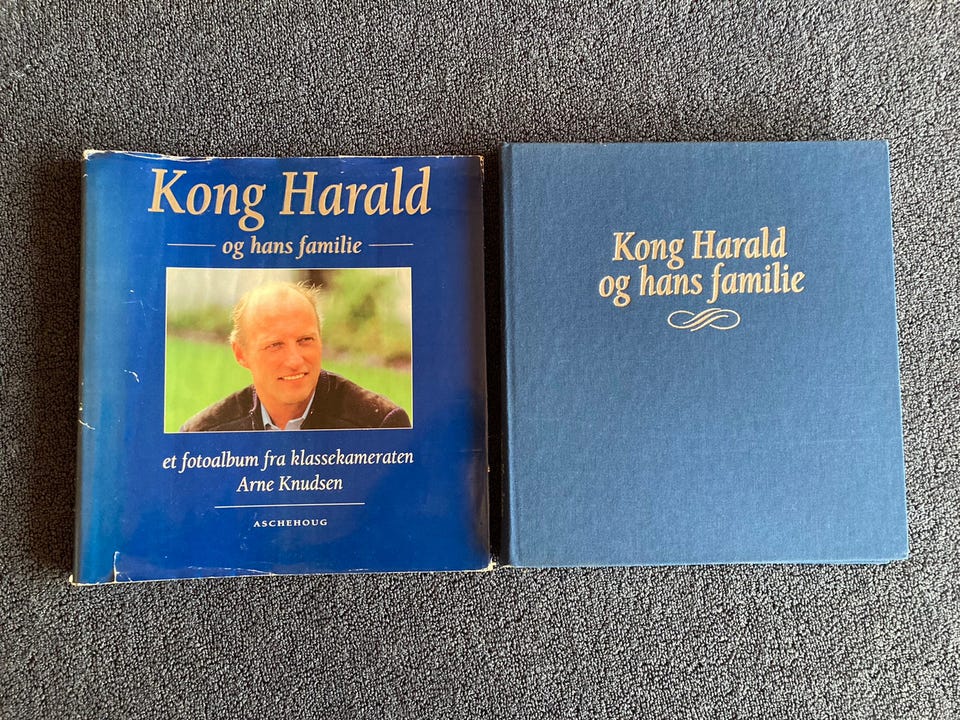 Kong Harald
og hans familie
et fotoalbum fra klassekameraten
Arne Knudsen
ASCHEHOUG
Kong Harald
og hans familie